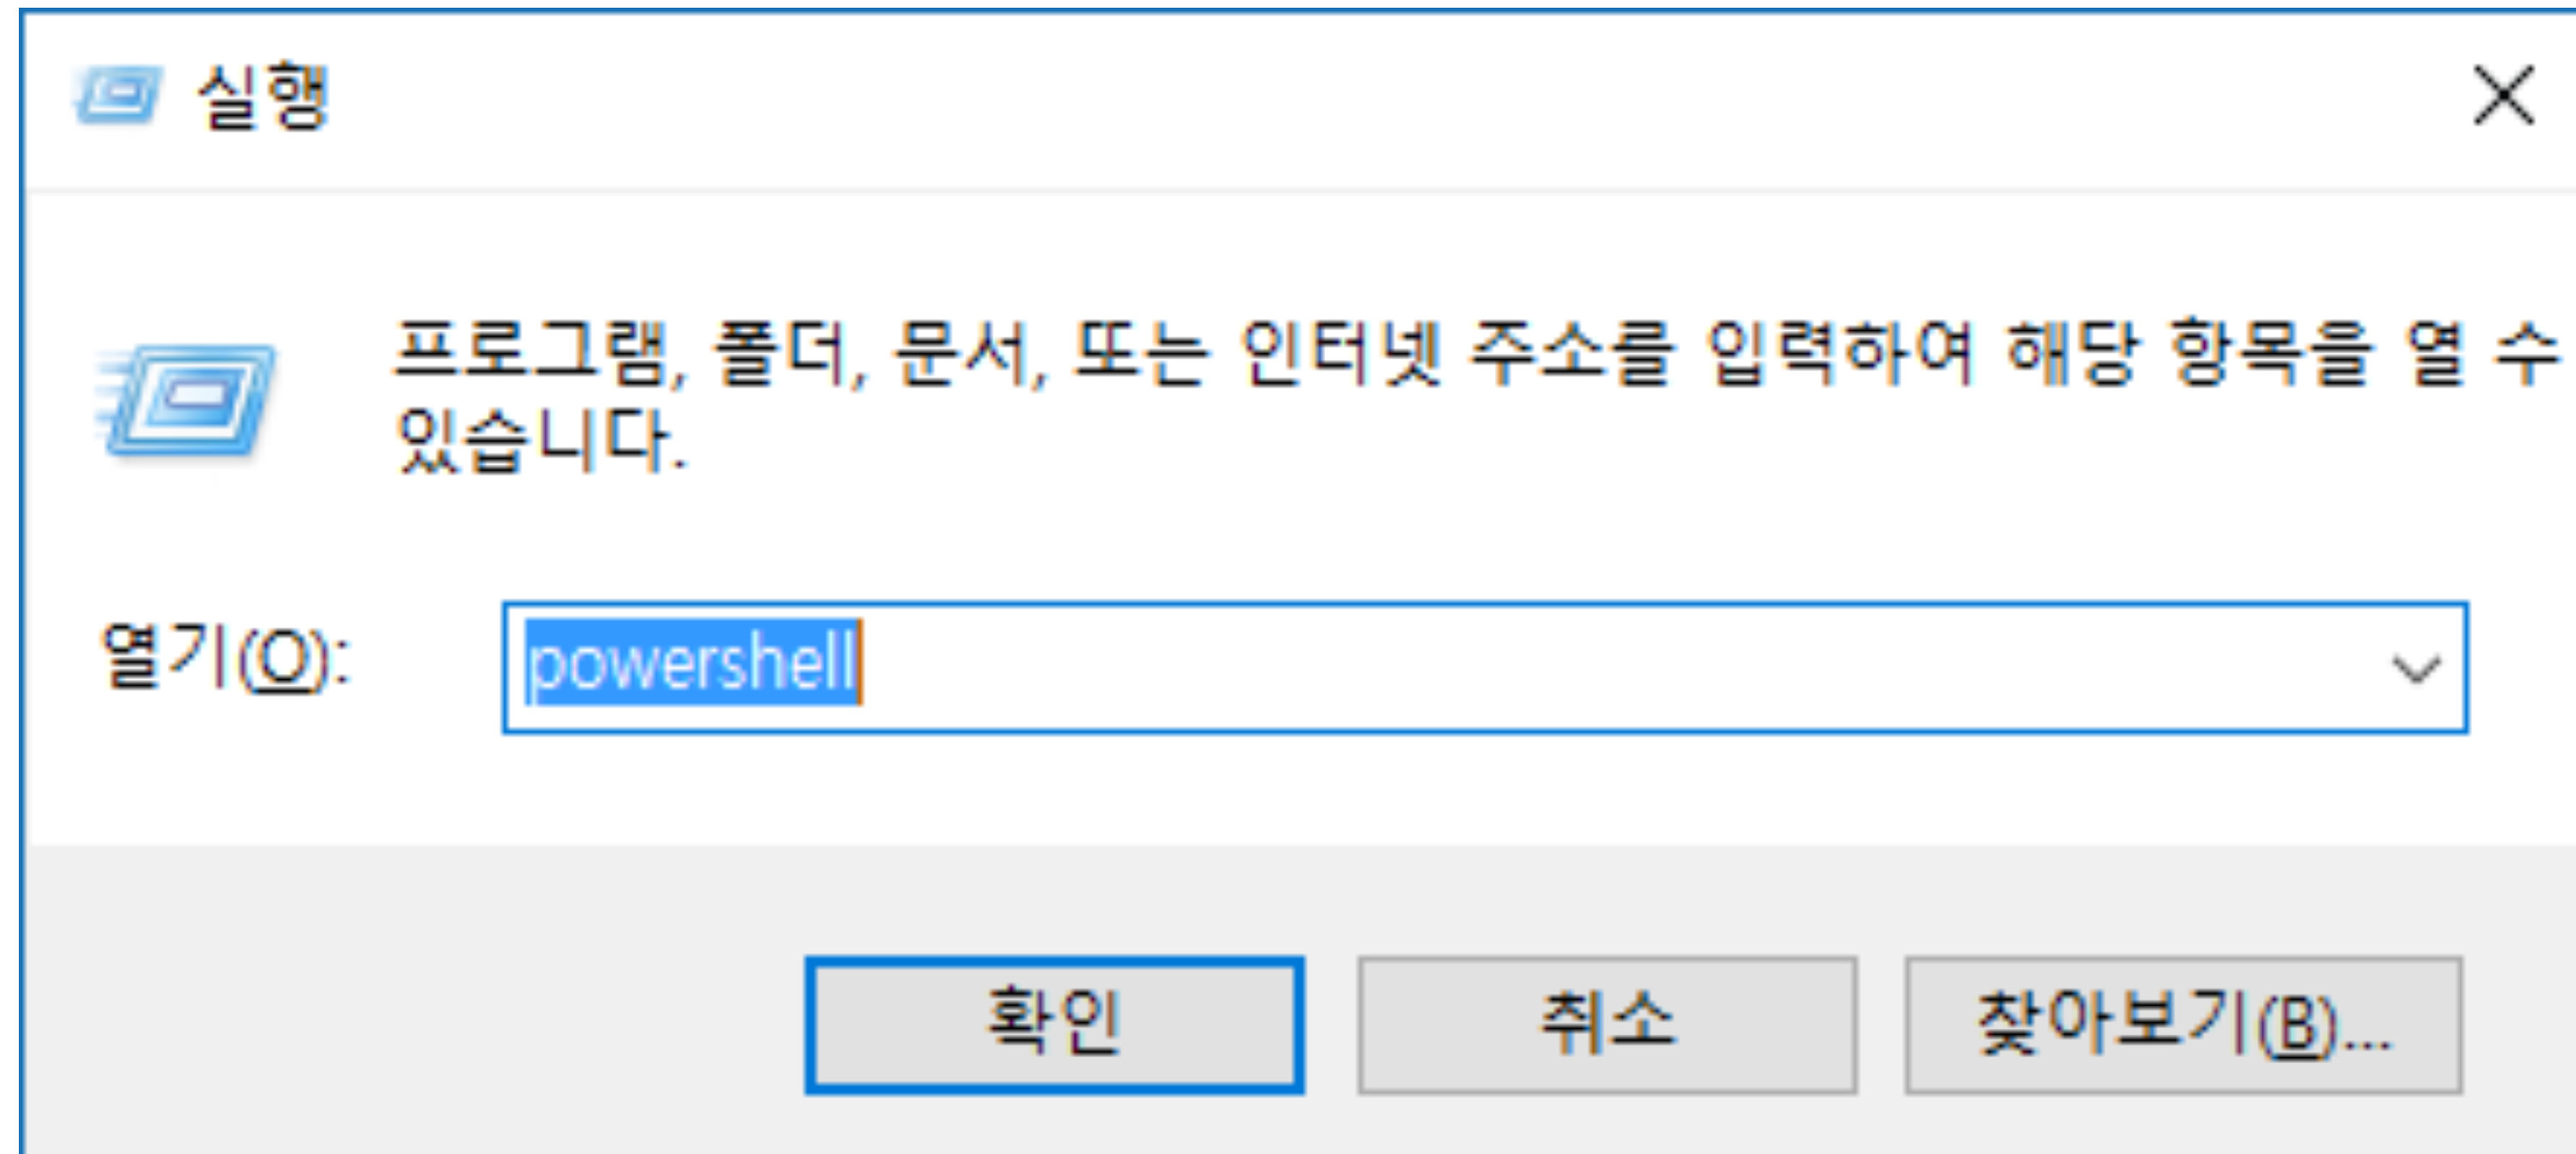 실행
프로그램, 폴더, 문서, 또는 인터넷 주소를 입력하여 해당 항목을 열 수
있습니다.
열기(O): powershell
확인 취소 찾아보기(B)...